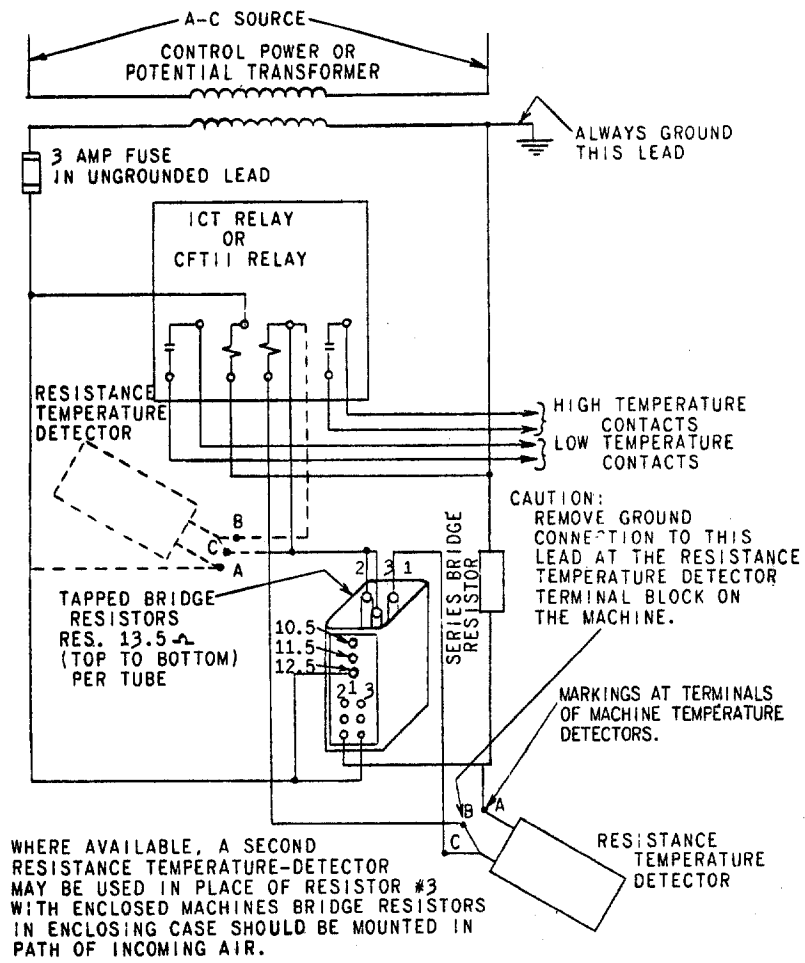 A-C SOURCE
CONTROL POWER OR
POTENTIAL TRANSFORMER
ALWAYS GROUND
THIS LEAD
3 AMP FUSE
IN UNGROUNDED LEAD
ICT RELAY
OR
CFT11 RELAY
RESISTANCE
TEMPERATURE
DETECTOR
HIGH TEMPERATURE
CONTACTS
LOW TEMPERATURE
CONTACTS
B
C
A
CAUTION:
REMOVE GROUND
CONNECTION TO THIS
LEAD AT THE RESISTANCE
TEMPERATURE DETECTOR
TERMINAL BLOCK ON
THE MACHINE.
SERIES BRIDGE
RESISTOR
2 3 1
TAPPED BRIDGE
RESISTORS
RES. 13.5 Ω
(TOP TO BOTTOM)
PER TUBE
10.5
11.5
12.5
2 1 3
MARKINGS AT TERMINALS
OF MACHINE TEMPERATURE
DETECTORS.
B
A
C
RESISTANCE
TEMPERATURE
DETECTOR
WHERE AVAILABLE, A SECOND
RESISTANCE TEMPERATURE-DETECTOR
MAY BE USED IN PLACE OF RESISTOR #3
WITH ENCLOSED MACHINES BRIDGE RESISTORS
IN ENCLOSING CASE SHOULD BE MOUNTED IN
PATH OF INCOMING AIR.